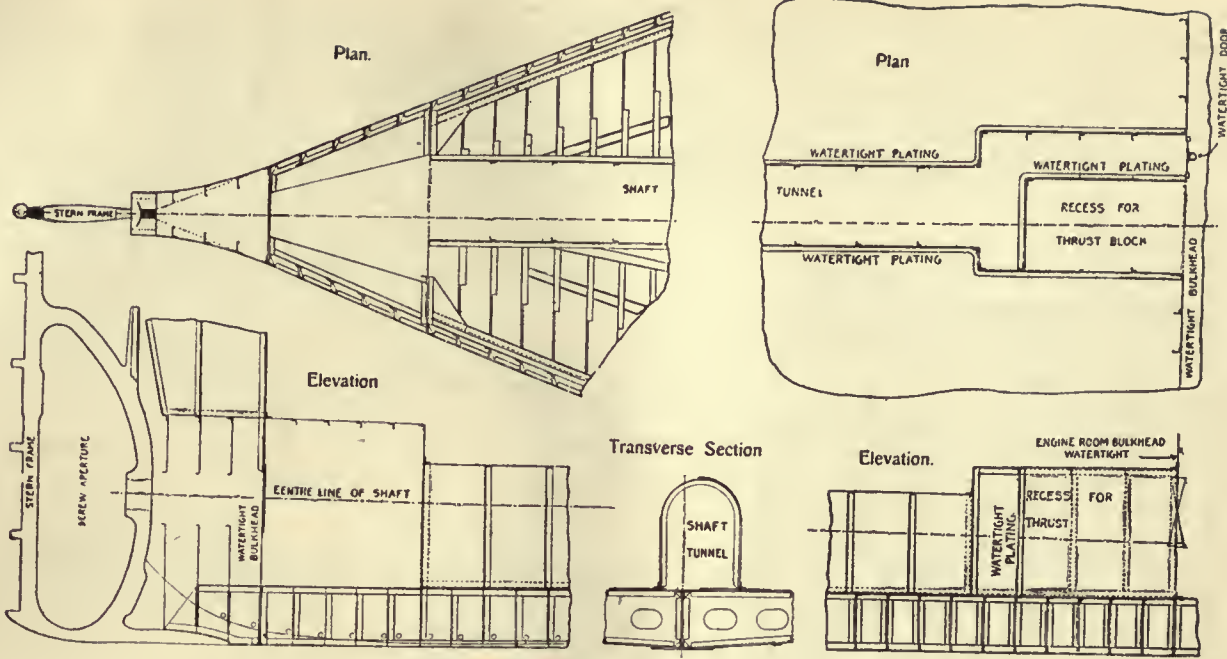 Plan.
STERN FRAME
SHAFT
Plan
WATERTIGHT DOOR
WATERTIGHT PLATING
WATERTIGHT PLATING
TUNNEL
RECESS FOR
THRUST BLOCK
WATERTIGHT PLATING
WATERTIGHT BULKHEAD
Elevation
STERN FRAME
SCREW APERTURE
CENTRE LINE OF SHAFT
WATERTIGHT
BULKHEAD
Transverse Section
SHAFT
TUNNEL
Elevation.
ENGINE ROOM BULKHEAD
WATERTIGHT
RECESS FOR
THRUST
WATERTIGHT
PLATING